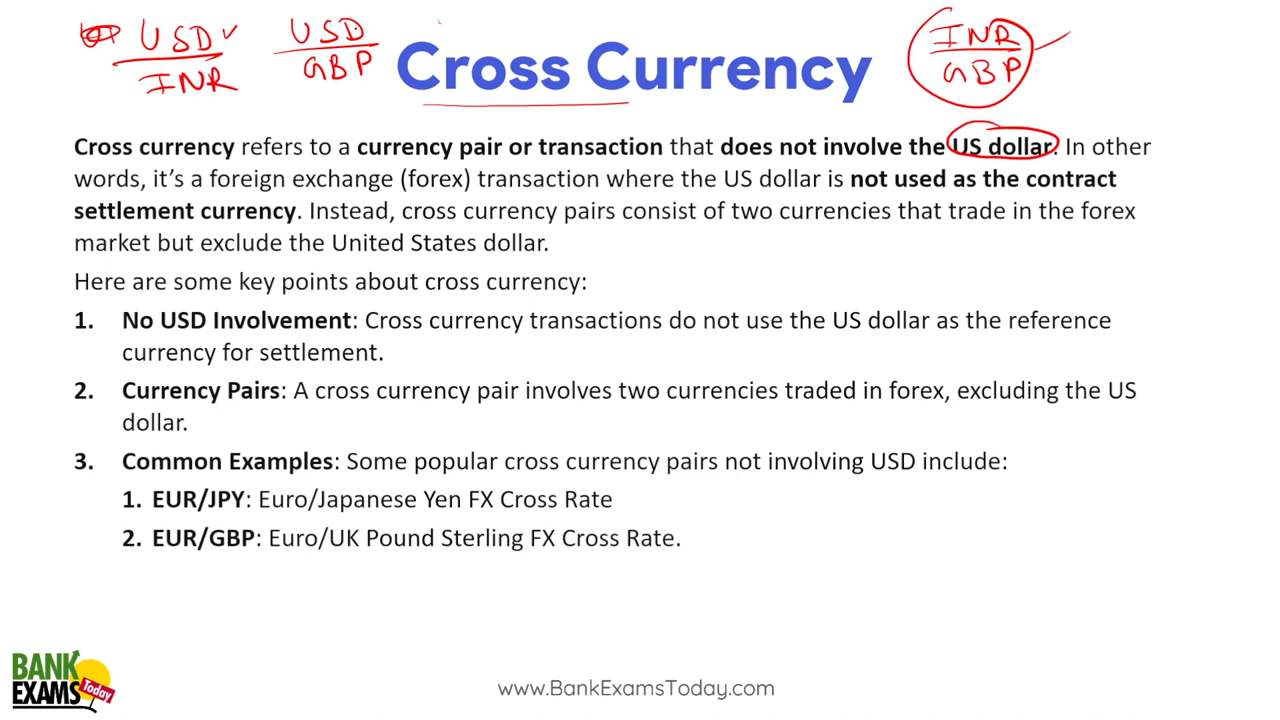 USD
INR
USD
GBP
Cross Currency
INR
GBP
Cross currency refers to a currency pair or transaction that does not involve the US dollar. In other
words, it’s a foreign exchange (forex) transaction where the US dollar is not used as the contract
settlement currency. Instead, cross currency pairs consist of two currencies that trade in the forex
market but exclude the United States dollar.
Here are some key points about cross currency:
1. No USD Involvement: Cross currency transactions do not use the US dollar as the reference
currency for settlement.
2. Currency Pairs: A cross currency pair involves two currencies traded in forex, excluding the US
dollar.
3. Common Examples: Some popular cross currency pairs not involving USD include:
1. EUR/JPY: Euro/Japanese Yen FX Cross Rate
2. EUR/GBP: Euro/UK Pound Sterling FX Cross Rate.
BANK
EXAMS
Today
www.BankExamsToday.com